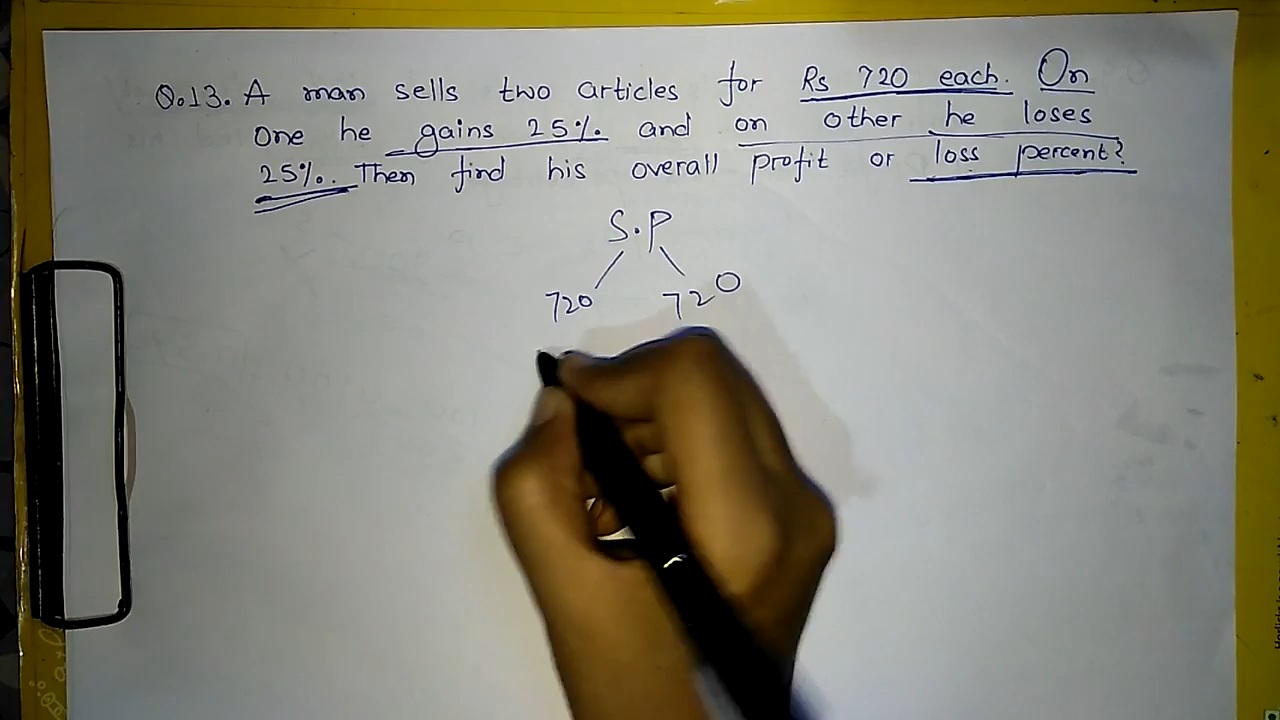 Q.13. A man sells two articles for Rs 720 each. On
one he gains 25%. and on other he loses
25%. Then find his overall profit or loss percent?
S.P
720 720